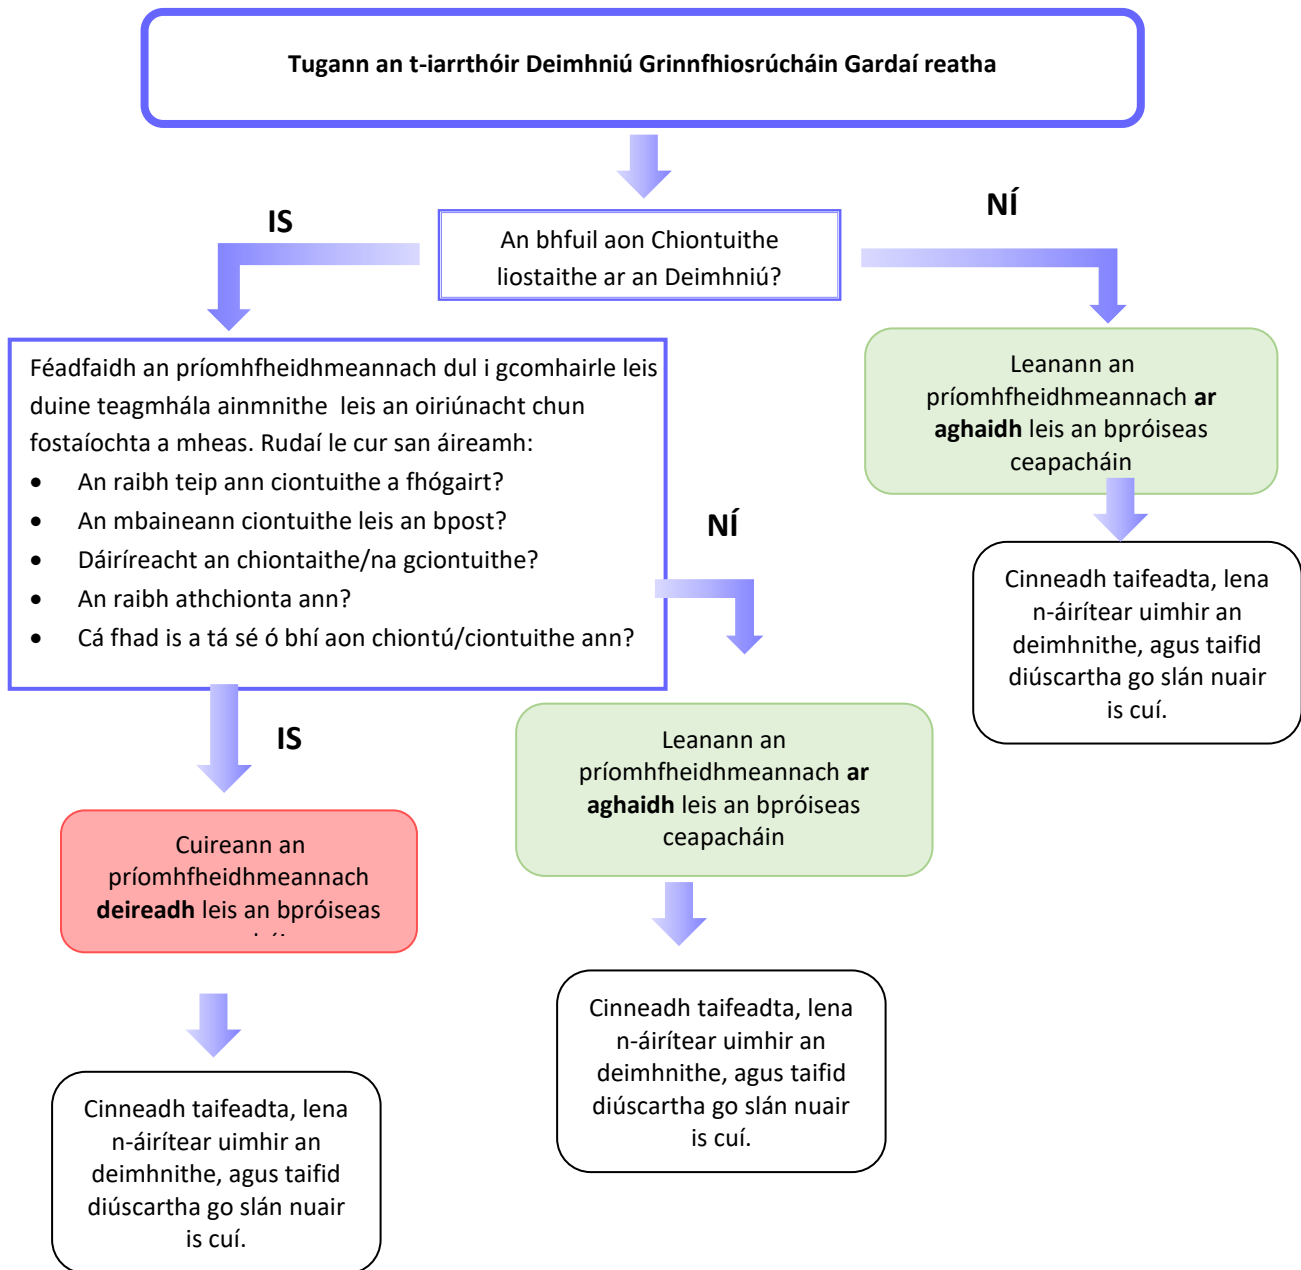 Tugann an t-iarrthóir Deimhniú Grinnfhiosrúcháin Gardaí reatha
IS
NÍ
An bhfuil aon Chiontuithe
liostaithe ar an Deimhniú?
Féadfaidh an príomhfheidhmeannach dul i gcomhairle leis
duine teagmhála ainmnithe leis an oiriúnacht chun
fostaíochta a mheas. Rudaí le cur san áireamh:
• An raibh teip ann ciontuithe a fhógairt?
• An mbaineann ciontuithe leis an bpost?
• Dáiríreacht an chiontaithe/na gciontuithe?
• An raibh athchionta ann?
• Cá fhad is a tá sé ó bhí aon chiontú/ciontuithe ann?
Leanann an
príomhfheidhmeannach ar
aghaidh leis an bpróiseas
ceapacháin
NÍ
Cinneadh taifeadta, lena
n-áirítear uimhir an
deimhnithe, agus taifid
diúscartha go slán nuair
is cuí.
IS
Leanann an
príomhfheidhmeannach ar
aghaidh leis an bpróiseas
ceapacháin
Cuireann an
príomhfheidhmeannach
deireadh leis an bpróiseas
Cinneadh taifeadta, lena
n-áirítear uimhir an
deimhnithe, agus taifid
diúscartha go slán nuair
is cuí.
Cinneadh taifeadta, lena
n-áirítear uimhir an
deimhnithe, agus taifid
diúscartha go slán nuair
is cuí.